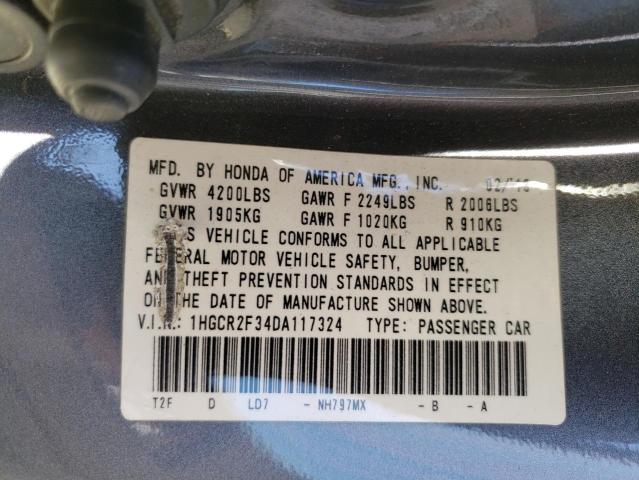 MFD. BY HONDA OF AMERICA MFG.,INC.
GVWR 4200LBS GAWR F 2249LBS R 2006LBS
GVWR 1905KG GAWR F 1020KG R 910KG
VEHICLE CONFORMS TO ALL APPLICABLE
MOTOR VEHICLE SAFETY, BUMPER,
THEFT PREVENTION STANDARDS IN EFFECT
ON THE DATE OF MANUFACTURE SHOWN ABOVE.
V.I.N.: 1HGCR2F34DA117324 TYPE: PASSENGER CAR
T2F D LD7 - NH797MX - B - A